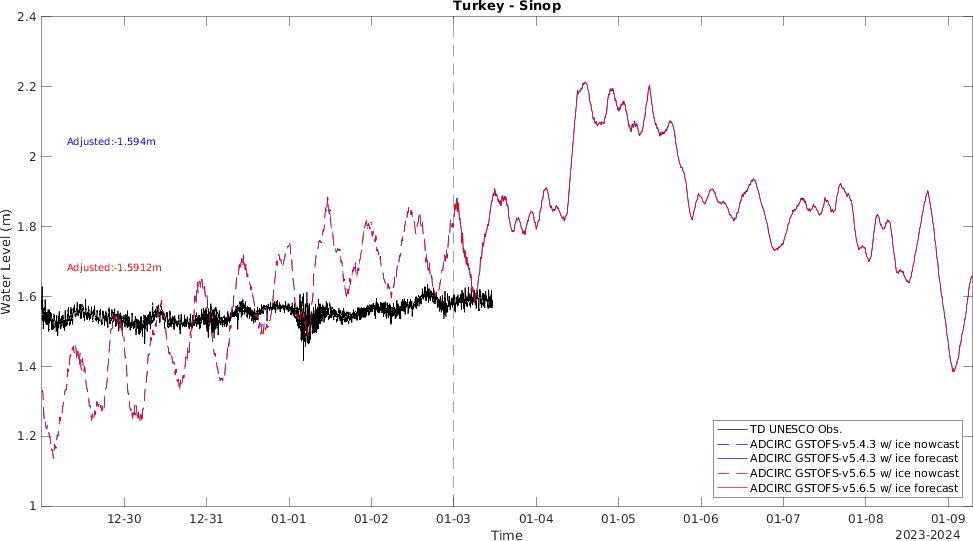 Turkey - Sinop
2.4
2.2
2
1.8
1.6
1.4
1.2
1
Water Level (m)
Adjusted:-1.594m
Adjusted:-1.5912m
TD UNESCO Obs.
ADCIRC GSTOFS-v5.4.3 w/ ice nowcast
ADCIRC GSTOFS-v5.4.3 w/ ice forecast
ADCIRC GSTOFS-v5.6.5 w/ ice nowcast
ADCIRC GSTOFS-v5.6.5 w/ ice forecast
12-30 12-31 01-01 01-02 01-03 01-04 01-05 01-06 01-07 01-08 01-09
Time
2023-2024